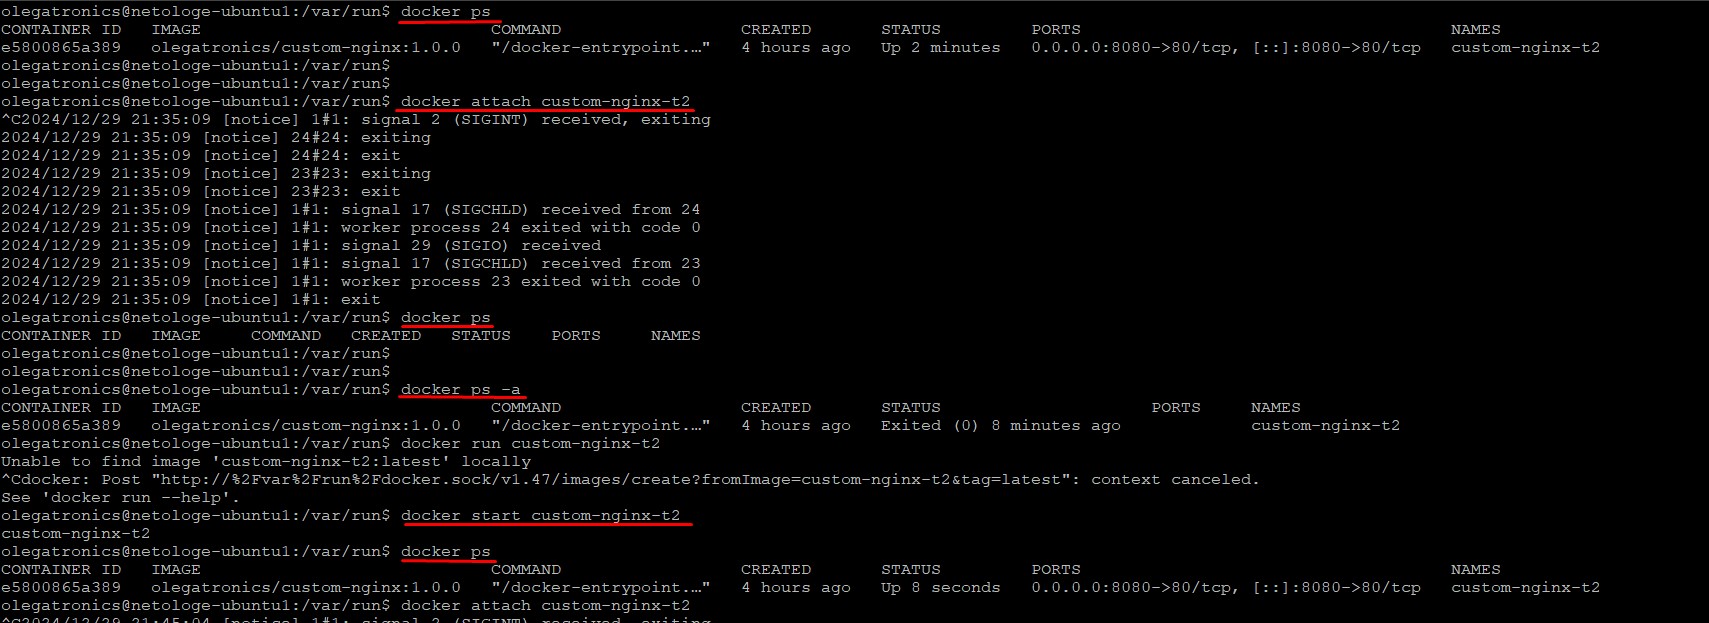 olegatronics@netologe-ubuntu1:/var/run$ docker ps
CONTAINER ID   IMAGE                             COMMAND                  CREATED       STATUS         PORTS                                     NAMES
e5800865a389   olegatronics/custom-nginx:1.0.0   "/docker-entrypoint.…"   4 hours ago   Up 2 minutes   0.0.0.0:8080->80/tcp, [::]:8080->80/tcp   custom-nginx-t2
olegatronics@netologe-ubuntu1:/var/run$
olegatronics@netologe-ubuntu1:/var/run$
olegatronics@netologe-ubuntu1:/var/run$ docker attach custom-nginx-t2
^C2024/12/29 21:35:09 [notice] 1#1: signal 2 (SIGINT) received, exiting
2024/12/29 21:35:09 [notice] 24#24: exiting
2024/12/29 21:35:09 [notice] 24#24: exit
2024/12/29 21:35:09 [notice] 23#23: exiting
2024/12/29 21:35:09 [notice] 23#23: exit
2024/12/29 21:35:09 [notice] 1#1: signal 17 (SIGCHLD) received from 24
2024/12/29 21:35:09 [notice] 1#1: worker process 24 exited with code 0
2024/12/29 21:35:09 [notice] 1#1: signal 29 (SIGIO) received
2024/12/29 21:35:09 [notice] 1#1: signal 17 (SIGCHLD) received from 23
2024/12/29 21:35:09 [notice] 1#1: worker process 23 exited with code 0
2024/12/29 21:35:09 [notice] 1#1: exit
olegatronics@netologe-ubuntu1:/var/run$ docker ps
CONTAINER ID   IMAGE     COMMAND   CREATED   STATUS    PORTS     NAMES
olegatronics@netologe-ubuntu1:/var/run$
olegatronics@netologe-ubuntu1:/var/run$
olegatronics@netologe-ubuntu1:/var/run$ docker ps -a
CONTAINER ID   IMAGE                             COMMAND                  CREATED       STATUS                     PORTS     NAMES
e5800865a389   olegatronics/custom-nginx:1.0.0   "/docker-entrypoint.…"   4 hours ago   Exited (0) 8 minutes ago             custom-nginx-t2
olegatronics@netologe-ubuntu1:/var/run$ docker run custom-nginx-t2
Unable to find image 'custom-nginx-t2:latest' locally
^Cdocker: Post "http://%2Fvar%2Frun%2Fdocker.sock/v1.47/images/create?fromImage=custom-nginx-t2&tag=latest": context canceled.
See 'docker run --help'.
olegatronics@netologe-ubuntu1:/var/run$ docker start custom-nginx-t2
custom-nginx-t2
olegatronics@netologe-ubuntu1:/var/run$ docker ps
CONTAINER ID   IMAGE                             COMMAND                  CREATED       STATUS         PORTS                                     NAMES
e5800865a389   olegatronics/custom-nginx:1.0.0   "/docker-entrypoint.…"   4 hours ago   Up 8 seconds   0.0.0.0:8080->80/tcp, [::]:8080->80/tcp   custom-nginx-t2
olegatronics@netologe-ubuntu1:/var/run$ docker attach custom-nginx-t2
^C2024/12/29 21:45:04 [notice] 1#1: signal 2 (SIGINT) received, exiting